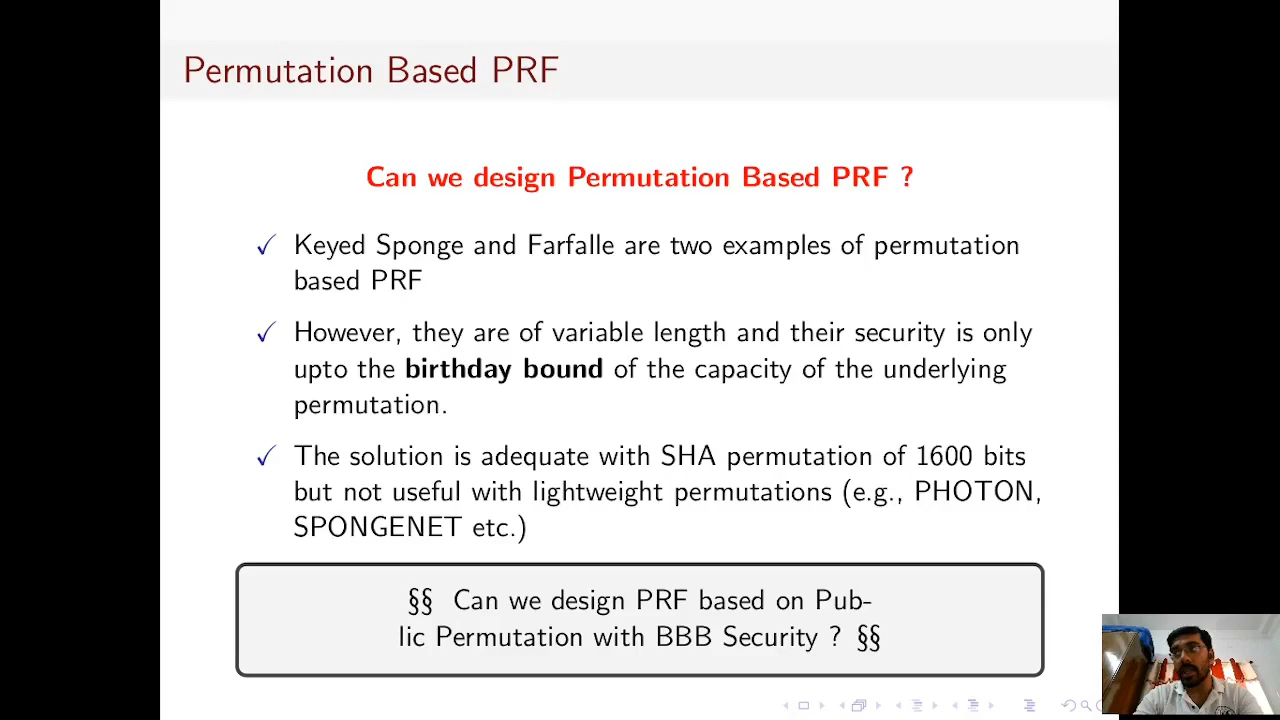 Permutation Based PRF
Can we design Permutation Based PRF ?
✓ Keyed Sponge and Farfalle are two examples of permutation
based PRF
✓ However, they are of variable length and their security is only
upto the birthday bound of the capacity of the underlying
permutation.
✓ The solution is adequate with SHA permutation of 1600 bits
but not useful with lightweight permutations (e.g., PHOTON,
SPONGENET etc.)
§§ Can we design PRF based on Pub-
lic Permutation with BBB Security ? §§